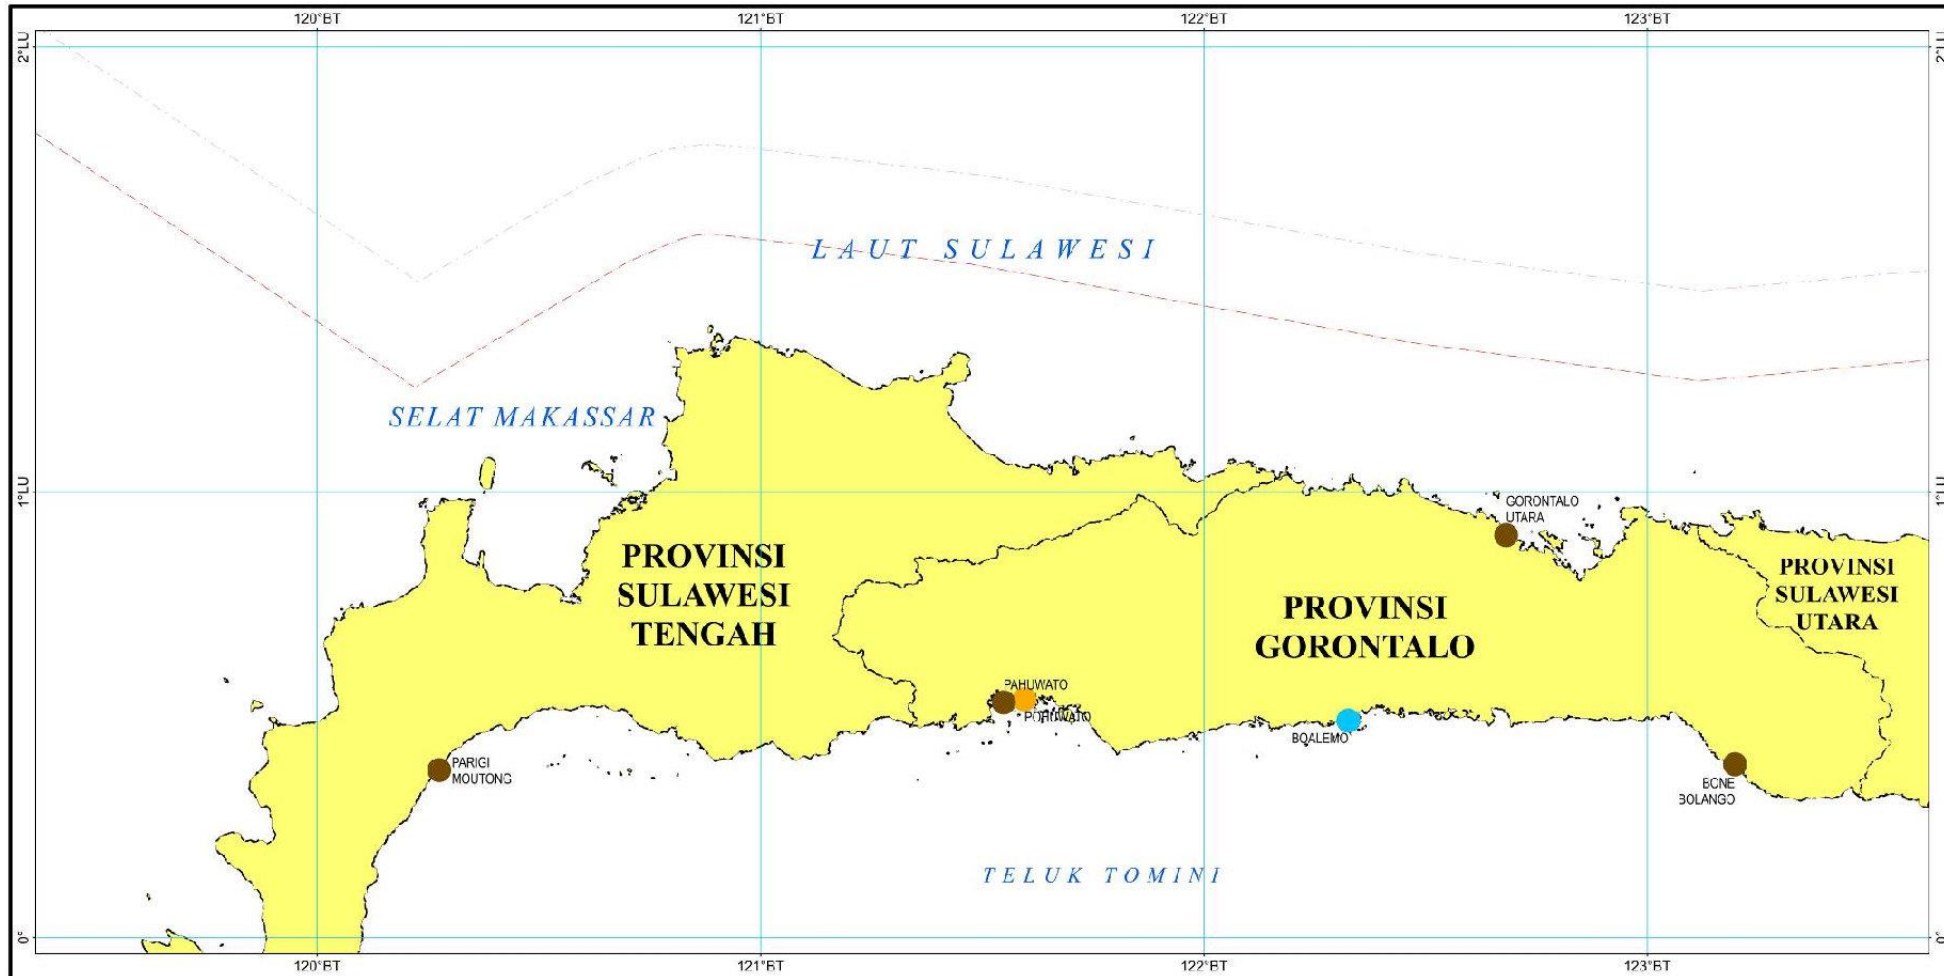 120°BT
121°BT
122°BT
123°BT
2°LU
2°LU
LAUT SULAWESI
SELAT MAKASSAR
1°LU
1°LU
GORONTALO
UTARA
PROVINSI
SULAWESI
TENGAH
PROVINSI
GORONTALO
PROVINSI
SULAWESI
UTARA
PAHUWATO
POHUWATO
BOALEMO
PARIGI
MOUTONG
BONE
BOLANGO
TELUK TOMINI
0°
0°
120°BT
121°BT
122°BT
123°BT